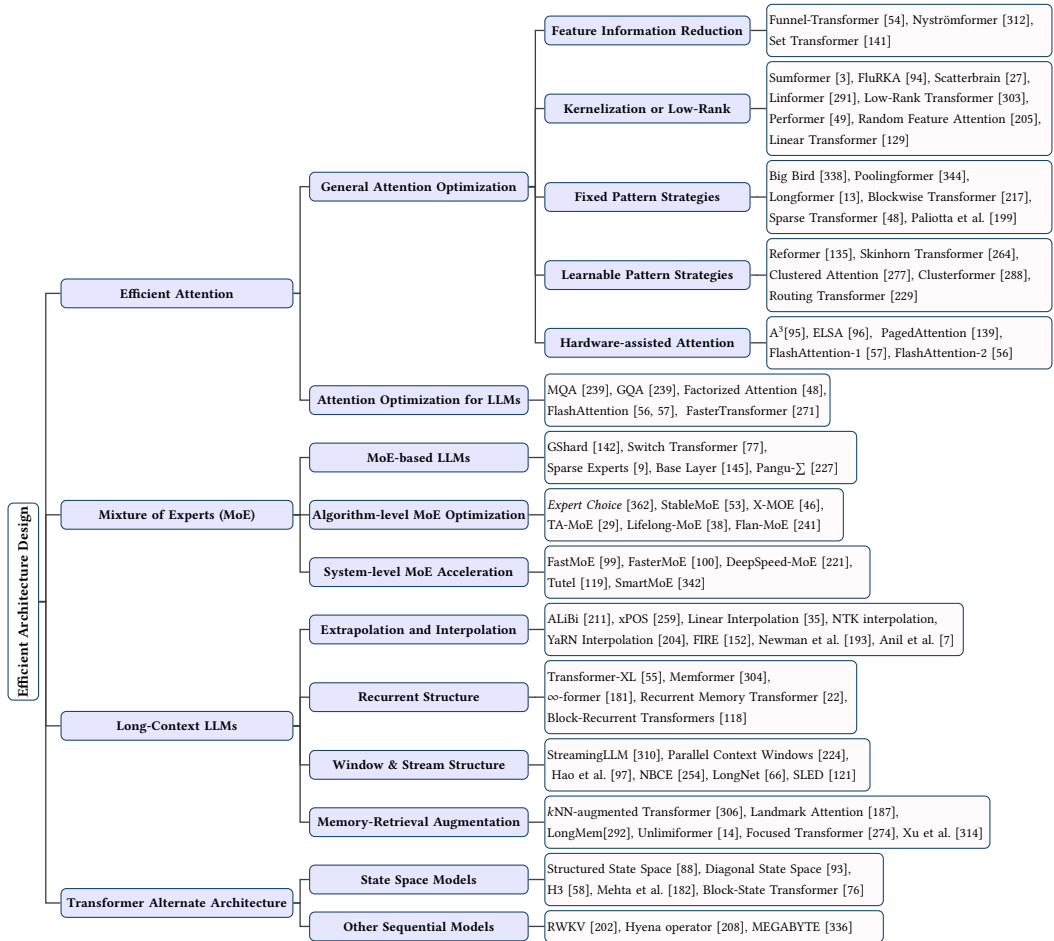 Efficient Architecture Design
Efficient Attention
General Attention Optimization
Feature Information Reduction
Funnel-Transformer [54], Nyströmformer [312],
Set Transformer [141]
Kernelization or Low-Rank
Sumformer [3], FluRKA [94], Scatterbrain [27],
Linformer [291], Low-Rank Transformer [303],
Performer [49], Random Feature Attention [205],
Linear Transformer [129]
Fixed Pattern Strategies
Big Bird [338], Poolingformer [344],
Longformer [13], Blockwise Transformer [217],
Sparse Transformer [48], Paliotta et al. [199]
Learnable Pattern Strategies
Reformer [135], Skinhorn Transformer [264],
Clustered Attention [277], Clusterformer [288],
Routing Transformer [229]
Hardware-assisted Attention
A³[95], ELSA [96], PagedAttention [139],
FlashAttention-1 [57], FlashAttention-2 [56]
Attention Optimization for LLMs
MQA [239], GQA [239], Factorized Attention [48],
FlashAttention [56, 57], FasterTransformer [271]
Mixture of Experts (MoE)
MoE-based LLMs
GShard [142], Switch Transformer [77],
Sparse Experts [9], Base Layer [145], Pangu-∑ [227]
Algorithm-level MoE Optimization
Expert Choice [362], StableMoE [53], X-MOE [46],
TA-MoE [29], Lifelong-MoE [38], Flan-MoE [241]
System-level MoE Acceleration
FastMoE [99], FasterMoE [100], DeepSpeed-MoE [221],
Tutel [119], SmartMoE [342]
Long-Context LLMs
Extrapolation and Interpolation
ALiBi [211], xPOS [259], Linear Interpolation [35], NTK interpolation,
YaRN Interpolation [204], FIRE [152], Newman et al. [193], Anil et al. [7]
Recurrent Structure
Transformer-XL [55], Memformer [304],
∞-former [181], Recurrent Memory Transformer [22],
Block-Recurrent Transformers [118]
Window & Stream Structure
StreamingLLM [310], Parallel Context Windows [224],
Hao et al. [97], NBCE [254], LongNet [66], SLED [121]
Memory-Retrieval Augmentation
kNN-augmented Transformer [306], Landmark Attention [187],
LongMem[292], Unlimiformer [14], Focused Transformer [274], Xu et al. [314]
Transformer Alternate Architecture
State Space Models
Structured State Space [88], Diagonal State Space [93],
H3 [58], Mehta et al. [182], Block-State Transformer [76]
Other Sequential Models
RWKV [202], Hyena operator [208], MEGABYTE [336]